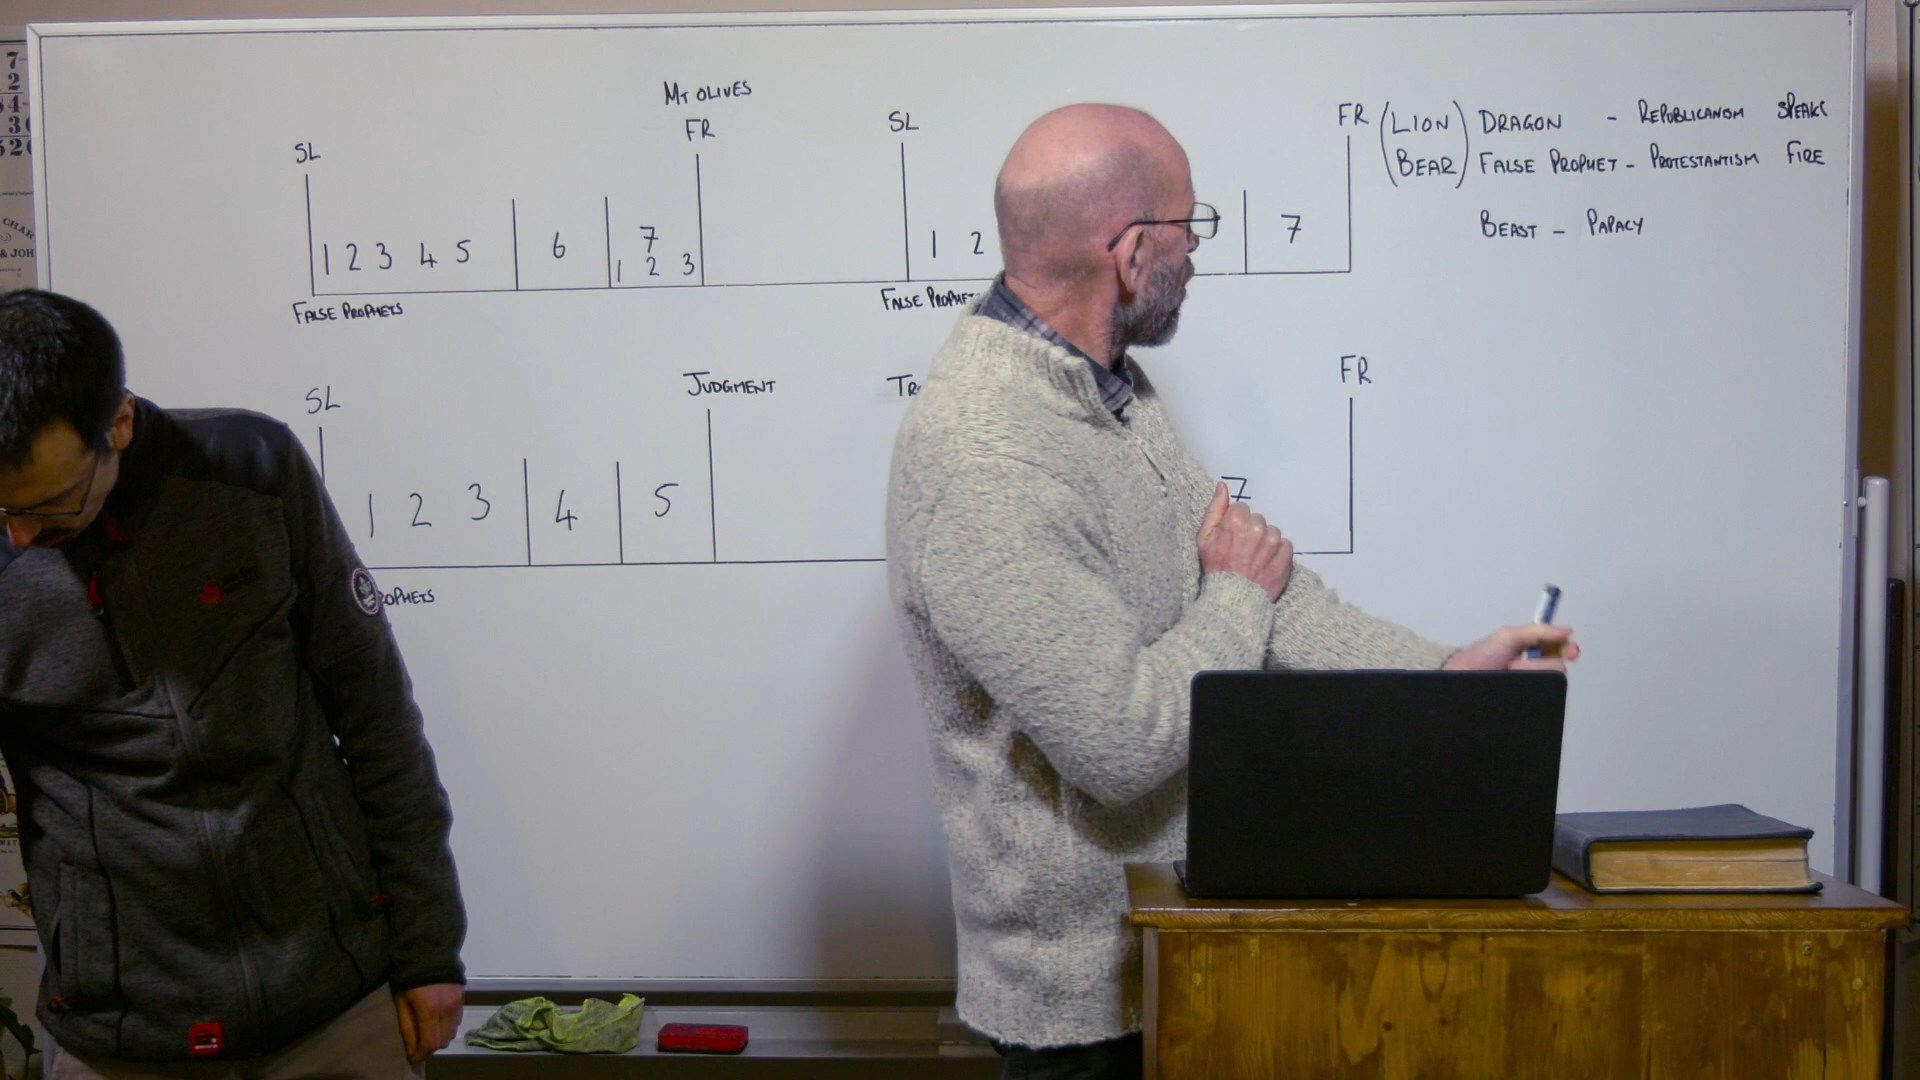 MT OLIVES
SL
FR
SL
FR
1 2 3 4 5
6
7
1 2 3
1 2
7
FALSE PROPHETS
(LION) DRAGON - REPUBLICANSM SPEAKS
(BEAR) FALSE PROPHET - PROTESTANTISM FIRE
BEAST - PAPACY
SL
JUDGMENT
FR
1 2 3
4
5
7